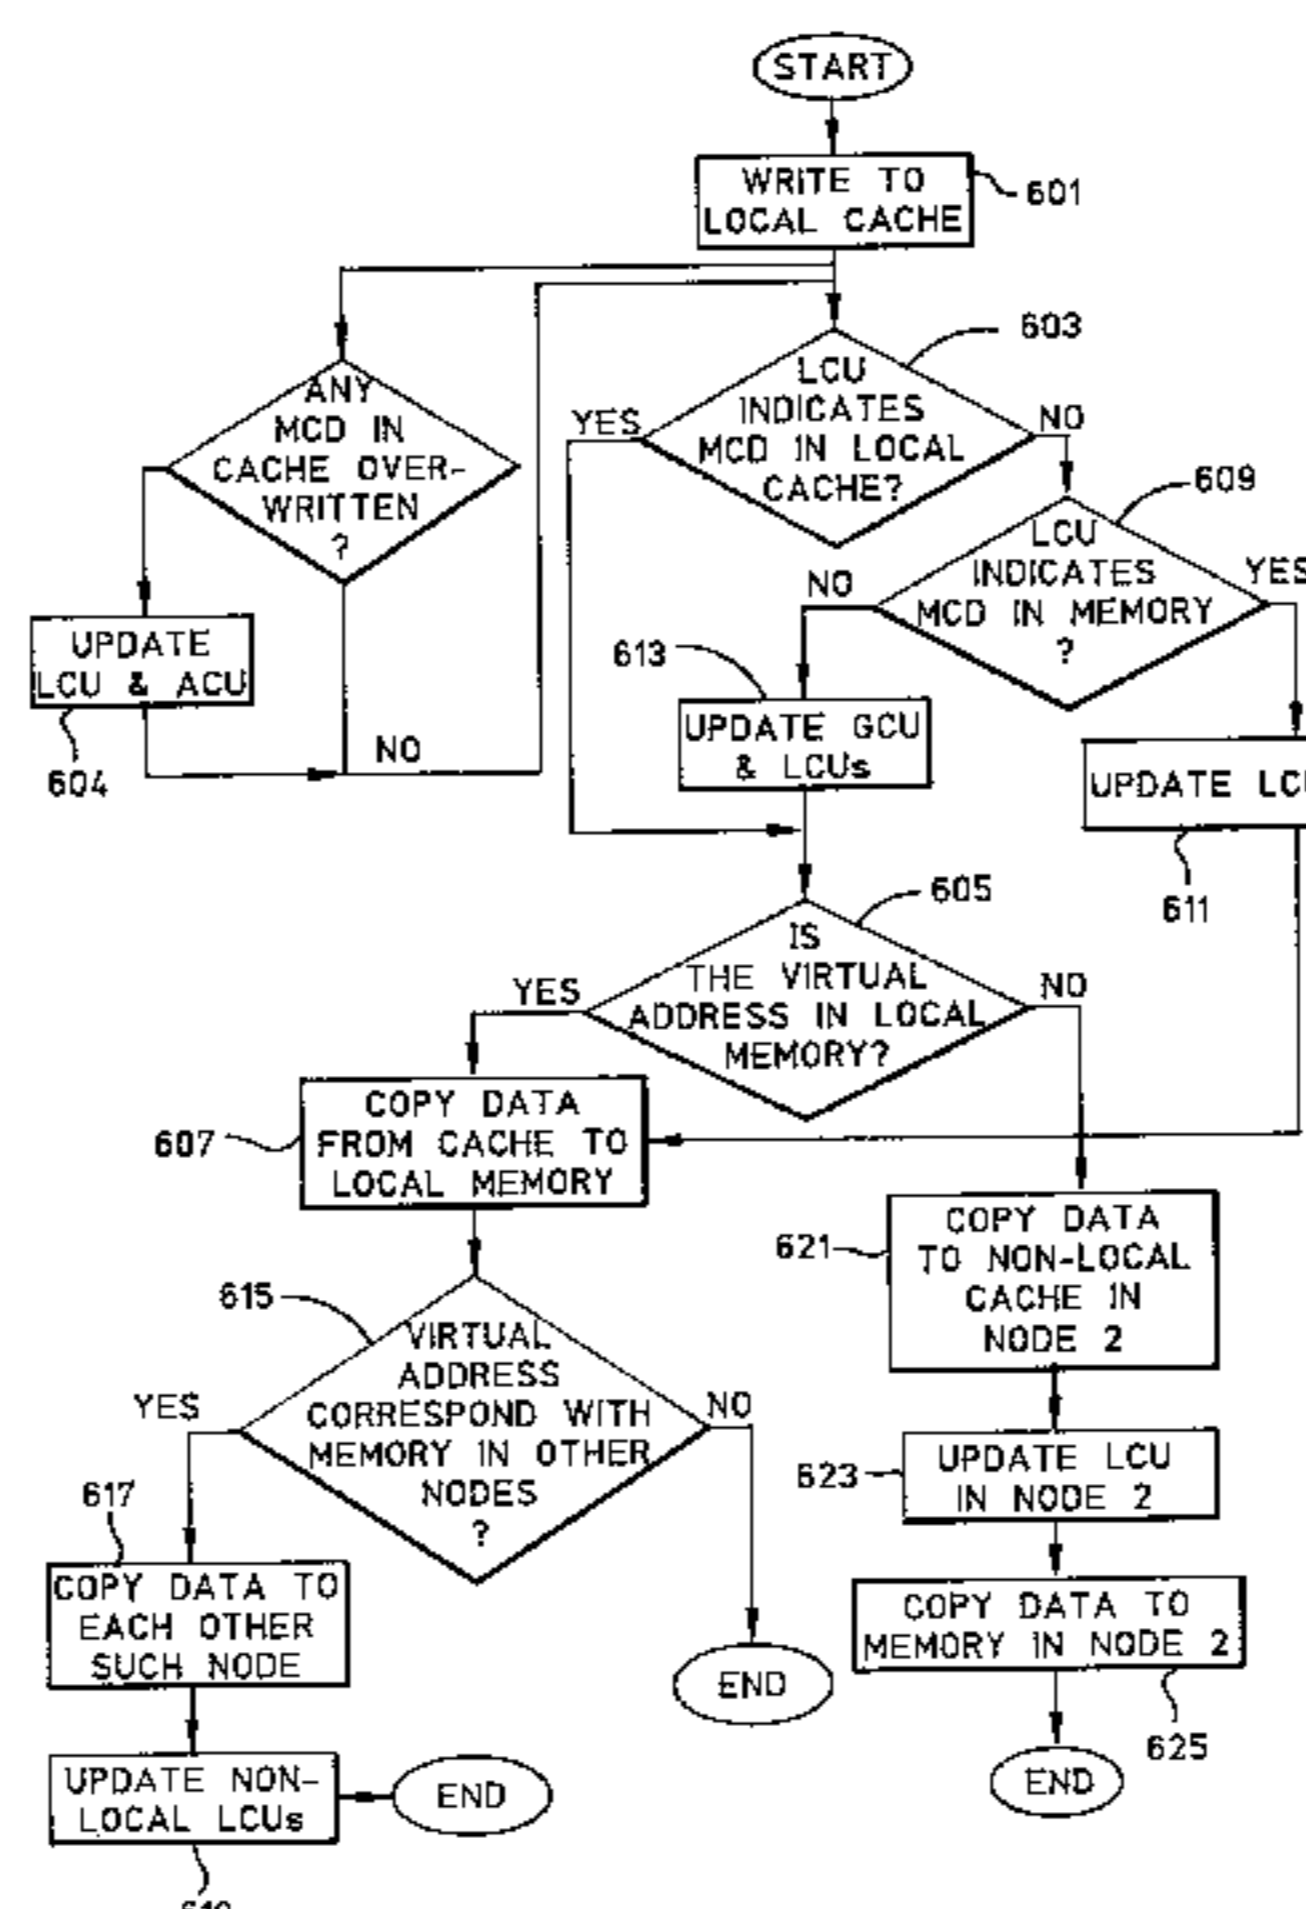 START
WRITE TO
LOCAL CACHE
601
603
LCU
INDICATES
MCD IN LOCAL
CACHE?
YES
NO
ANY
MCD IN
CACHE OVER-
WRITTEN
?
609
LCU
INDICATES
MCD IN MEMORY
?
NO
YES
UPDATE
LCU & ACU
604
NO
613
UPDATE GCU
& LCUs
UPDATE
611
605
IS
THE VIRTUAL
ADDRESS IN LOCAL
MEMORY?
YES
NO
COPY DATA
FROM CACHE TO
LOCAL MEMORY
607
621
COPY DATA
TO NON-LOCAL
CACHE IN
NODE 2
615
VIRTUAL
ADDRESS
CORRESPOND WITH
MEMORY IN OTHER
NODES
?
YES
NO
623
UPDATE LCU
IN NODE 2
617
COPY DATA TO
EACH OTHER
SUCH NODE
COPY DATA TO
MEMORY IN NODE 2
625
END
END
UPDATE NON-
LOCAL LCUs
END